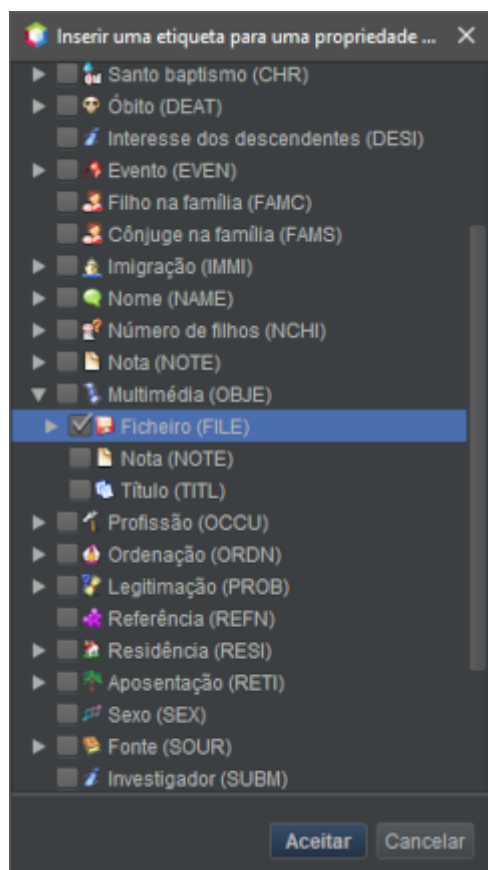 Inserir uma etiqueta para uma propriedade ...
Santo baptismo (CHR)
Óbito (DEAT)
Interesse dos descendentes (DESI)
Evento (EVEN)
Filho na família (FAMC)
Cônjuge na família (FAMS)
Imigração (IMMI)
Nome (NAME)
Número de filhos (NCHI)
Nota (NOTE)
Multimédia (OBJE)
Ficheiro (FILE)
Nota (NOTE)
Título (TITL)
Profissão (OCCU)
Ordenação (ORDN)
Legitimação (PROB)
Referência (REFN)
Residência (RESI)
Aposentação (RETI)
Sexo (SEX)
Fonte (SOUR)
Investigador (SUBM)
Aceitar Cancelar